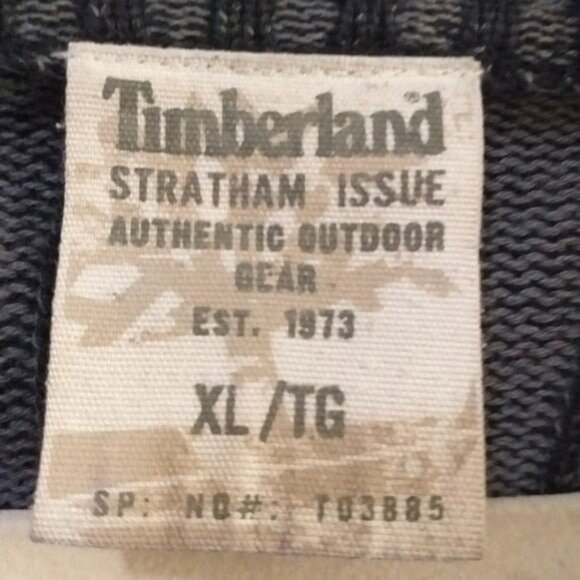 Timberland®
STRATHAM ISSUE
AUTHENTIC OUTDOOR
GEAR
EST. 1973
XL/TG
SP: NO#: T03885